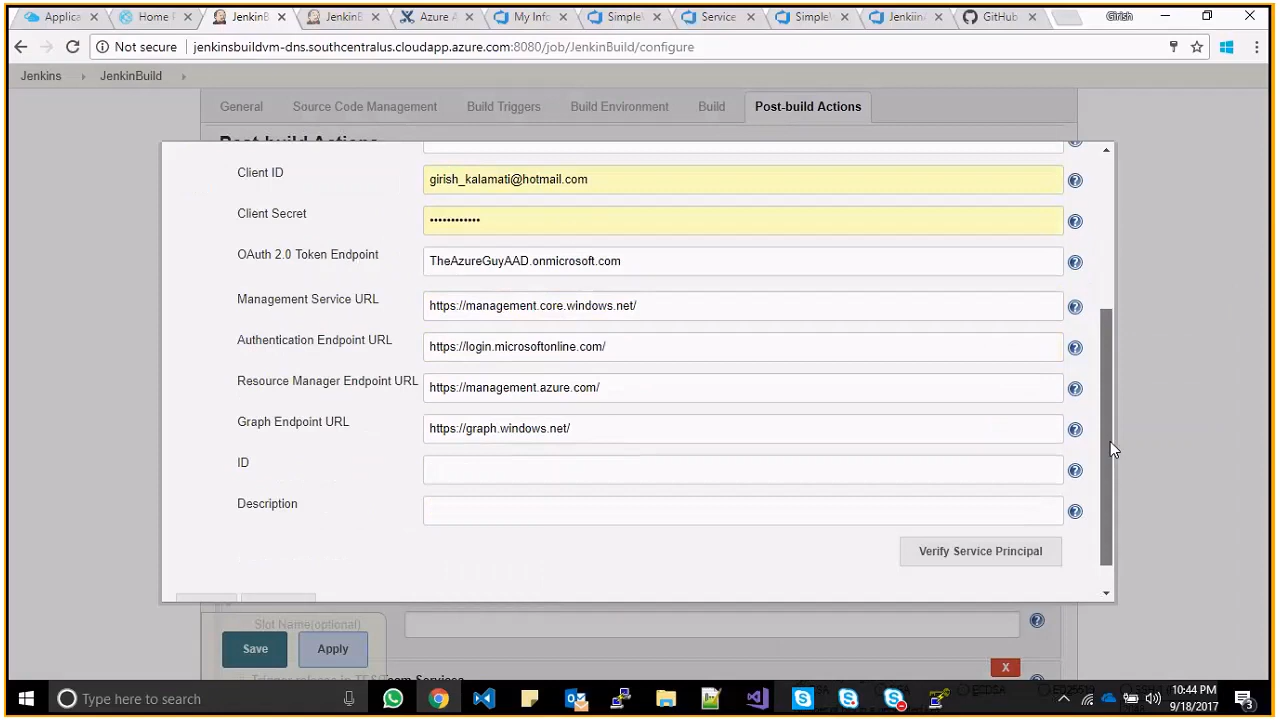 Applica
Home P
JenkinB
JenkinB
Azure A
My Info
Simple
Service
Simple
Jenkiin
GitHub
Girish
Not secure
jenkinsbuildvm-dns.southcentralus.cloudapp.azure.com:8080/job/JenkinBuild/configure
Jenkins JenkinBuild
General Source Code Management Build Triggers Build Environment Build Post-build Actions
Post-build Actions
Client ID girish_kalamati@hotmail.com
Client Secret ••••••••••••
OAuth 2.0 Token Endpoint TheAzureGuyAAD.onmicrosoft.com
Management Service URL https://management.core.windows.net/
Authentication Endpoint URL https://login.microsoftonline.com/
Resource Manager Endpoint URL https://management.azure.com/
Graph Endpoint URL https://graph.windows.net/
ID
Description
Verify Service Principal
Slot Name(optional)
Save Apply
X
Type here to search
10:44 PM
9/18/2017
3